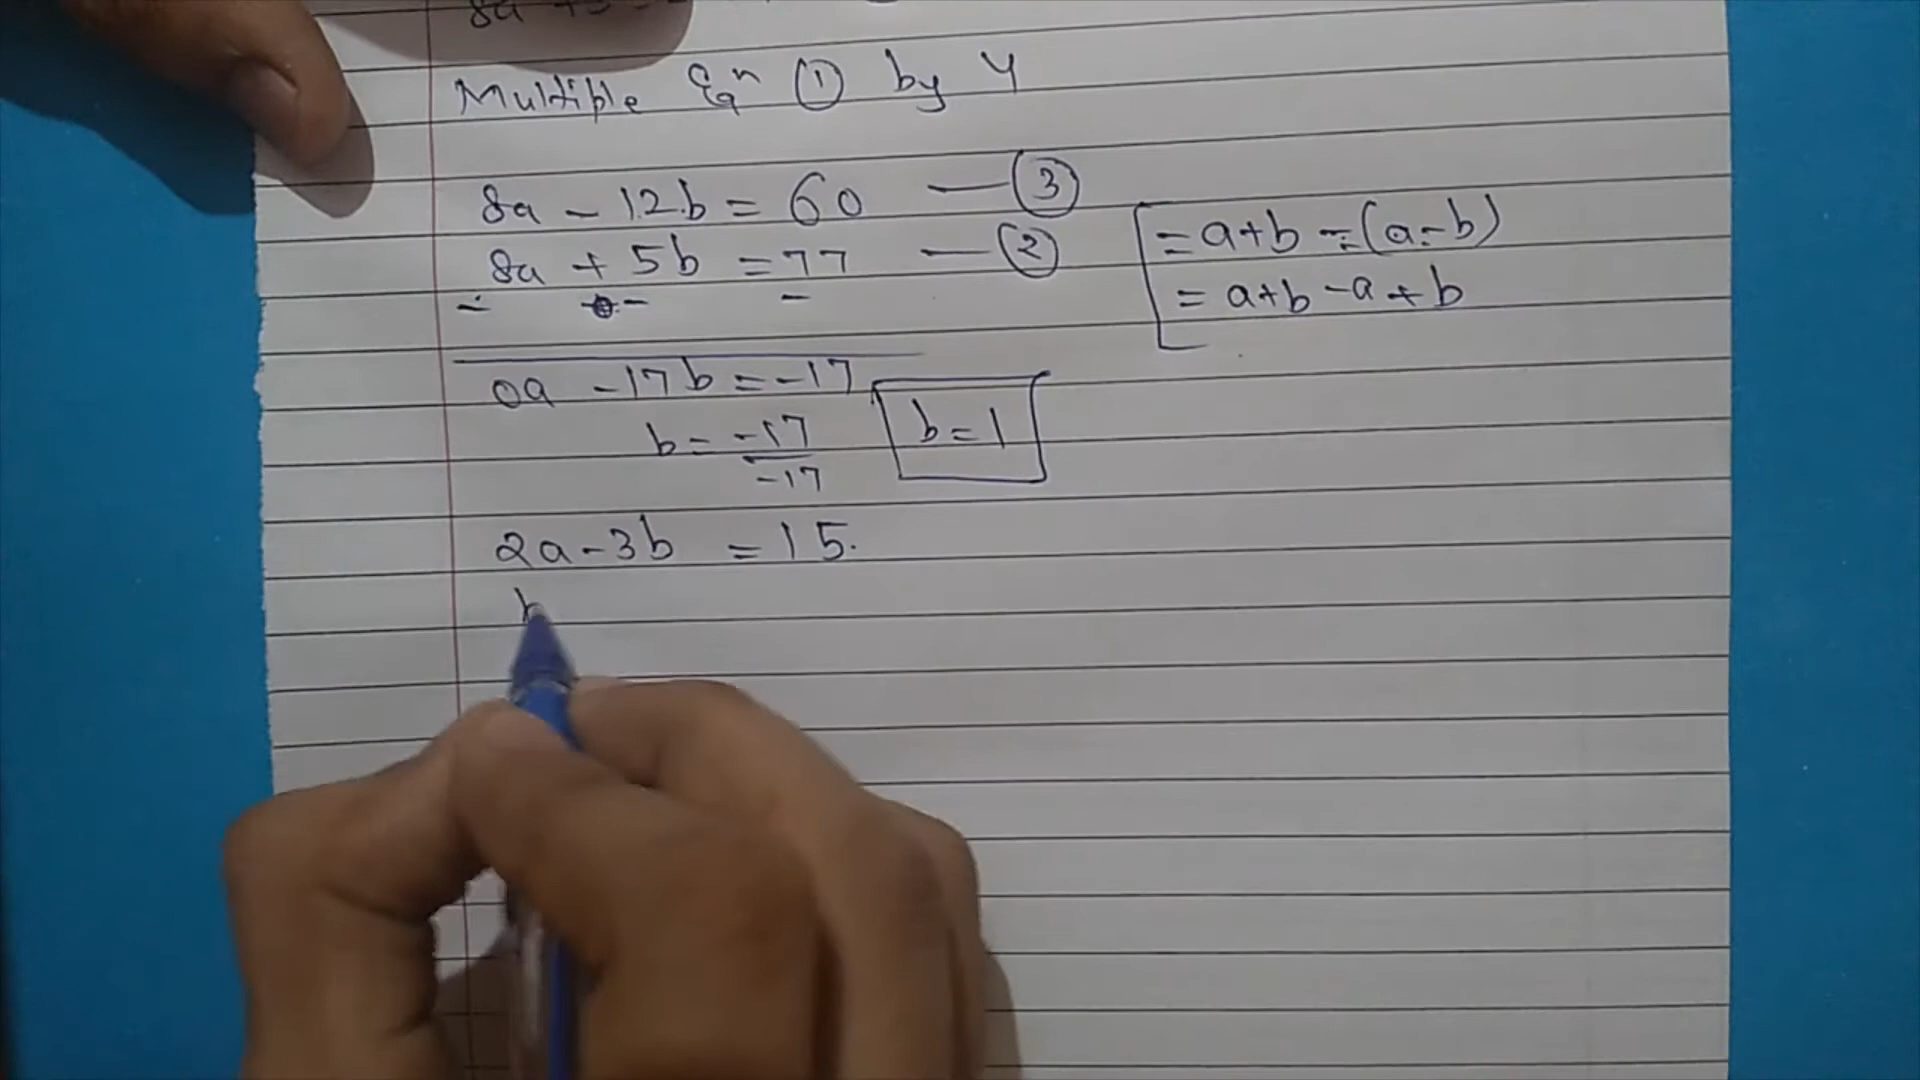 8a
Multiple Eqn ① by 4
8a - 12b = 60 — ③
8a + 5b = 77 — ②
- - -
= a+b - (a-b)
= a+b -a + b
0a - 17b = -17
b = -17/-17 b = 1
2a - 3b = 15.
b